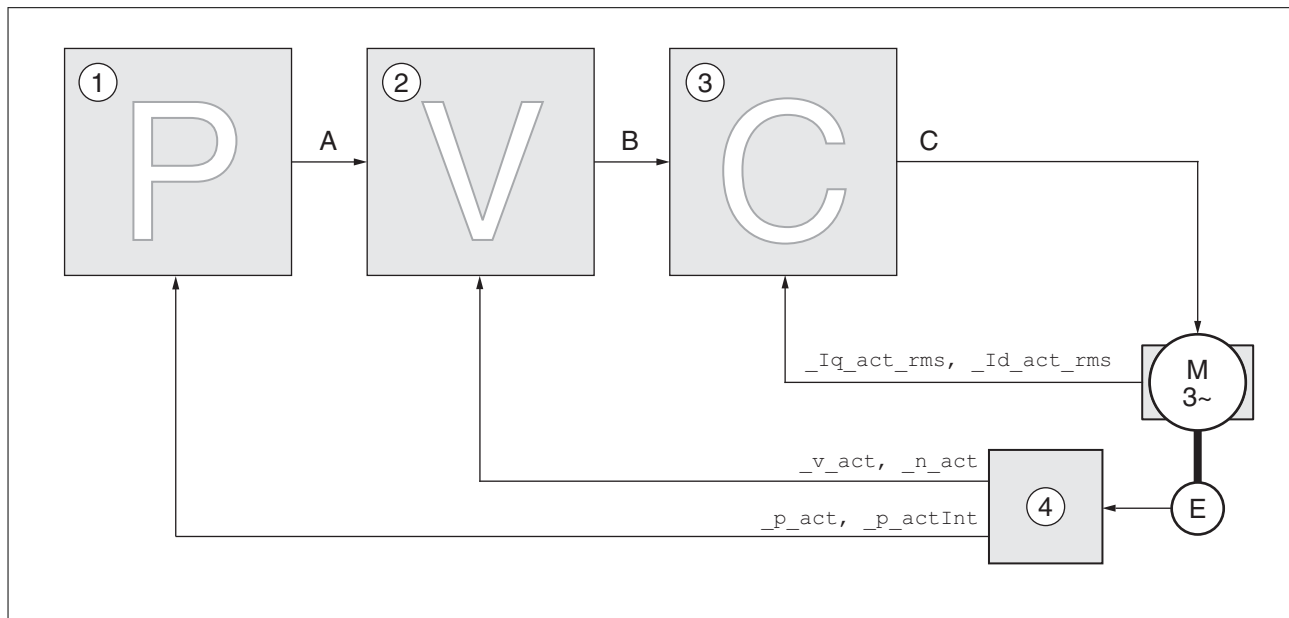 1
P
A
2
V
B
3
C
C
_Iq_act_rms, _Id_act_rms
M
3~
_v_act, _n_act
4
E
_p_act, _p_actInt